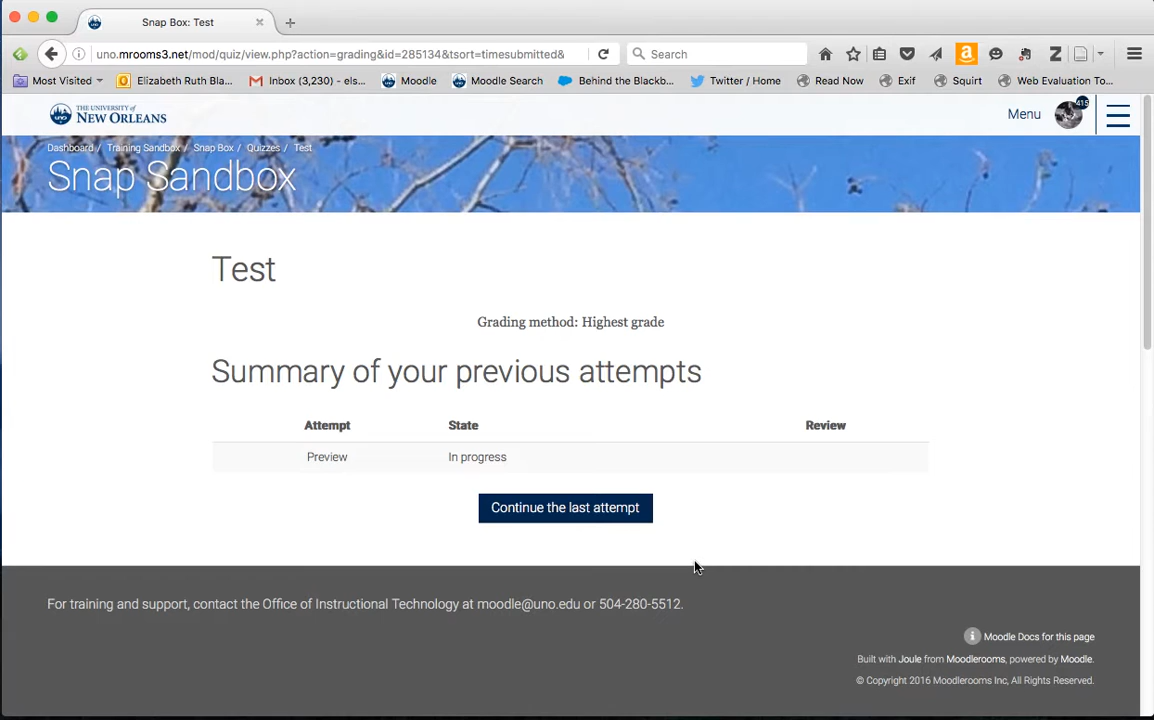 Snap Box: Test
uno.mrooms3.net/mod/quiz/view.php?action=grading&id=285134&tsort=timesubmitted&
Search
Most Visited
Elizabeth Ruth Bla...
Inbox (3,230) - els...
Moodle
Moodle Search
Behind the Blackb...
Twitter / Home
Read Now
Exif
Squirt
Web Evaluation To...
THE UNIVERSITY of
NEW ORLEANS
Menu
415
Dashboard / Training Sandbox / Snap Box / Quizzes / Test
Snap Sandbox
Test
Grading method: Highest grade
Summary of your previous attempts
Attempt State Review
Preview In progress
Continue the last attempt
For training and support, contact the Office of Instructional Technology at moodle@uno.edu or 504-280-5512.
Moodle Docs for this page
Built with Joule from Moodlerooms, powered by Moodle.
© Copyright 2016 Moodlerooms Inc, All Rights Reserved.